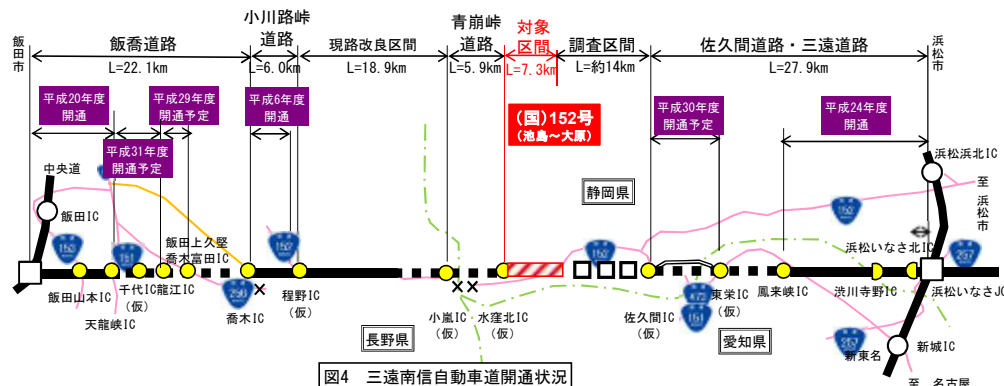 飯田市
飯喬道路
L=22.1km
小川路峠
道路
L=6.0km
現路改良区間
L=18.9km
青崩峠
道路
L=5.9km
対象
区間
L=7.3km
調査区間
L=約14km
佐久間道路・三遠道路
L=27.9km
浜松市
平成20年度
開通
平成29年度
開通予定
平成31年度
開通予定
平成6年度
開通
(国)152号
(池島～大原)
平成30年度
開通予定
平成24年度
開通
中央道
飯田IC
153
151
飯田上久堅
喬木富田IC
飯田山本IC
天龍峡IC
千代IC
(仮)
龍江IC
256
喬木IC
152
程野IC
(仮)
長野県
小嵐IC
(仮)
水窪北IC
(仮)
静岡県
152
152
佐久間IC
(仮)
473
151
東栄IC
(仮)
愛知県
鳳来峡IC
渋川寺野IC
浜松いなさ北IC
浜松浜北IC
至
浜松市
257
浜松いなさJC
257
新東名
新城IC
至 名古屋
図4 三遠南信自動車道開通状況